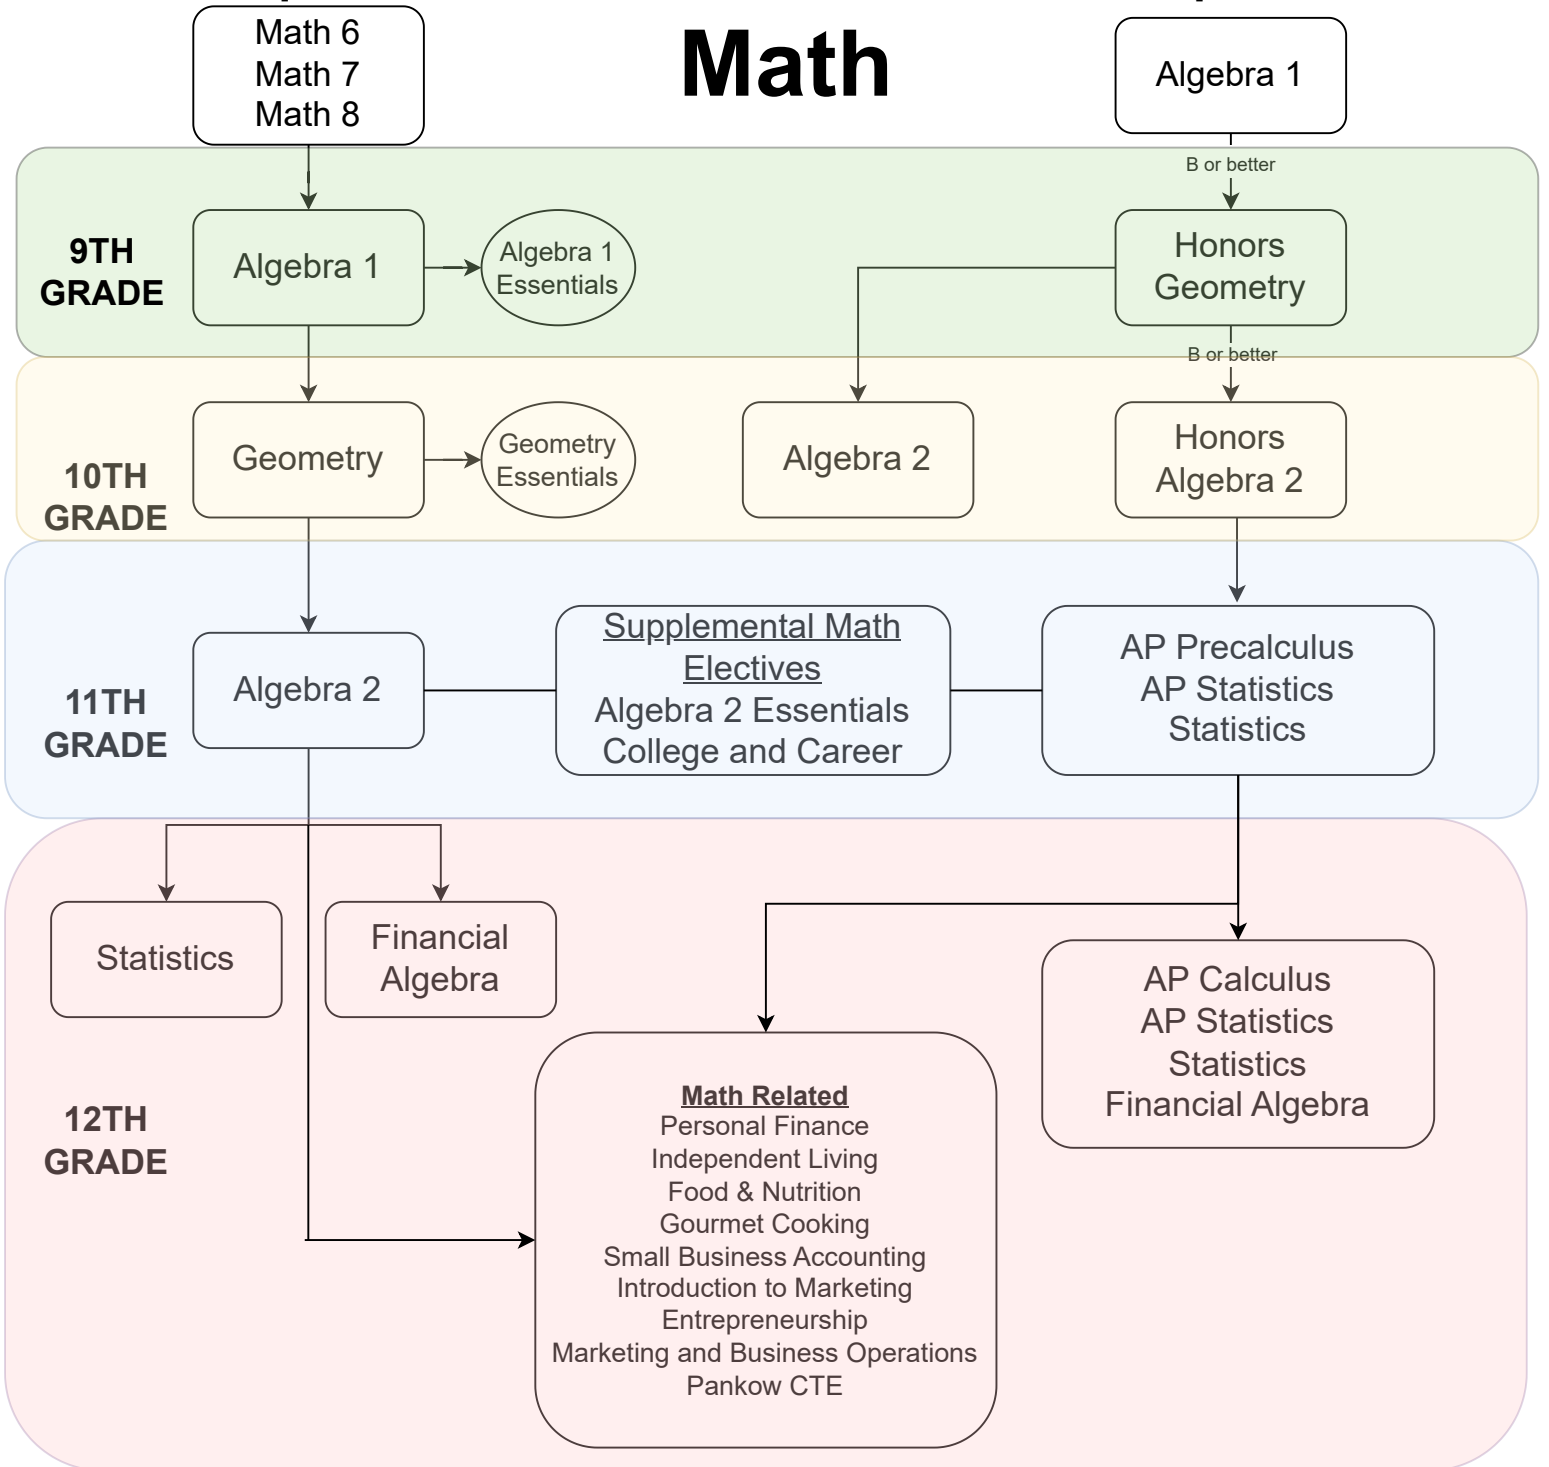 Math
Math 6
Math 7
Math 8
Algebra 1
B or better
9TH
GRADE
Algebra 1
Algebra 1
Essentials
Honors
Geometry
B or better
10TH
GRADE
Geometry
Geometry
Essentials
Algebra 2
Honors
Algebra 2
11TH
GRADE
Algebra 2
Supplemental Math
Electives
Algebra 2 Essentials
College and Career
AP Precalculus
AP Statistics
Statistics
12TH
GRADE
Statistics
Financial
Algebra
AP Calculus
AP Statistics
Statistics
Financial Algebra
Math Related
Personal Finance
Independent Living
Food & Nutrition
Gourmet Cooking
Small Business Accounting
Introduction to Marketing
Entrepreneurship
Marketing and Business Operations
Pankow CTE